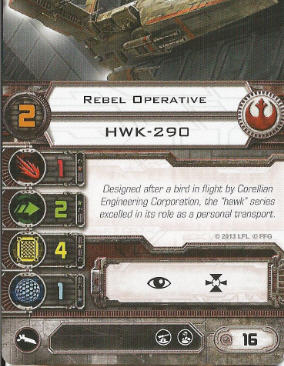 Rebel Operative
2
HWK-290
1
2
4
1
Designed after a bird in flight by Corellian
Engineering Corporation, the "hawk" series
excelled in its role as a personal transport.
© 2013 LFL © FFG
16